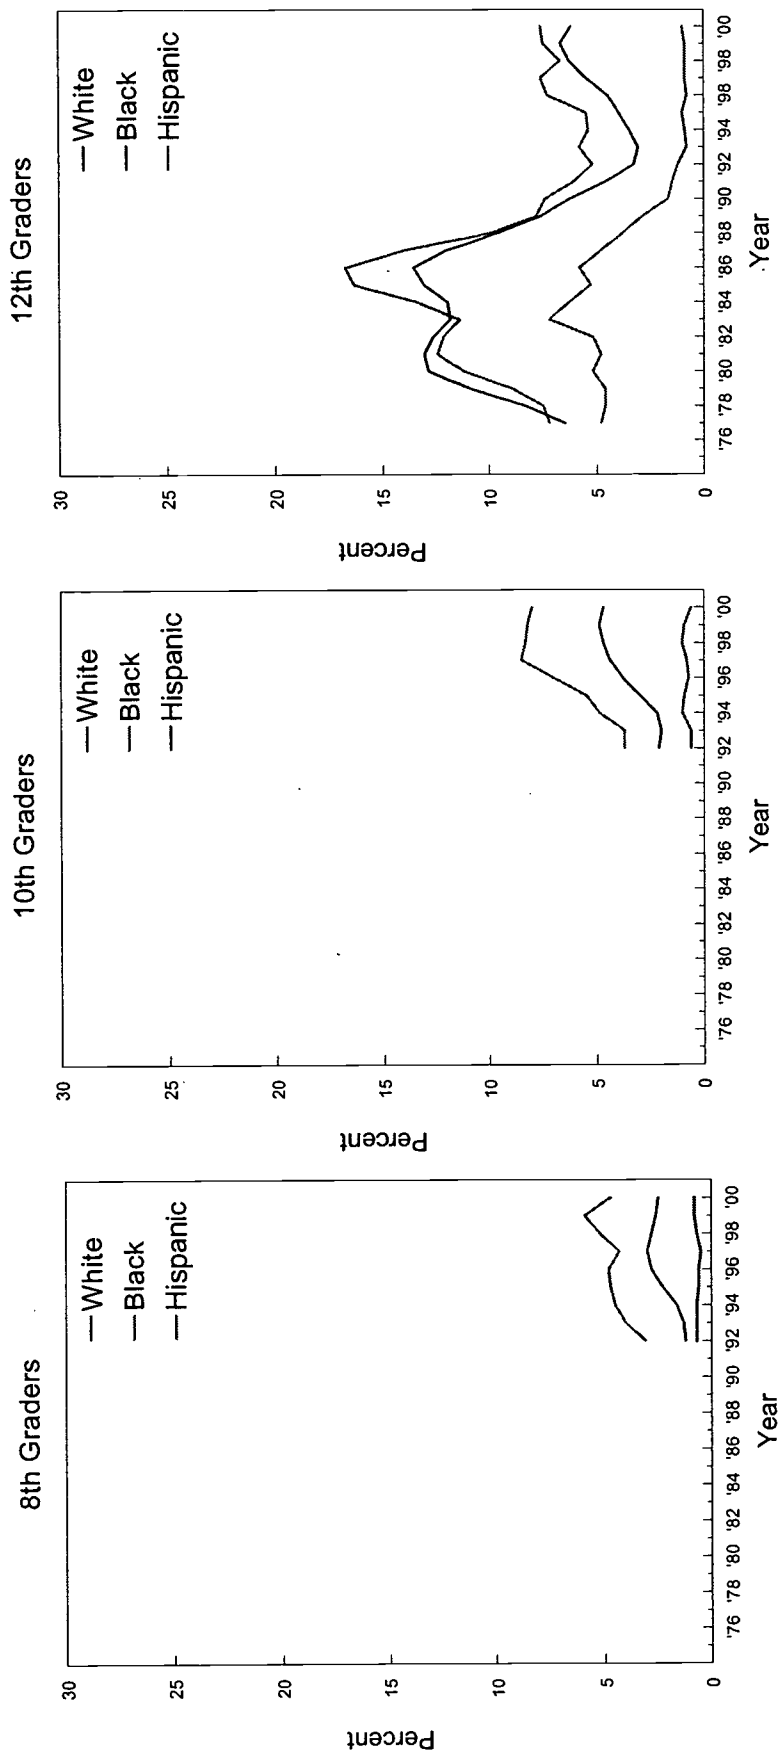 8th Graders
— White
— Black
— Hispanic
30
25
20
15
10
5
0
Percent
'76 '78 '80 '82 '84 '86 '88 '90 '92 '94 '96 '98 '00
Year
10th Graders
— White
— Black
— Hispanic
30
25
20
15
10
5
0
Percent
'76 '78 '80 '82 '84 '86 '88 '90 '92 '94 '96 '98 '00
Year
12th Graders
— White
— Black
— Hispanic
30
25
20
15
10
5
0
Percent
'76 '78 '80 '82 '84 '86 '88 '90 '92 '94 '96 '98 '00
Year